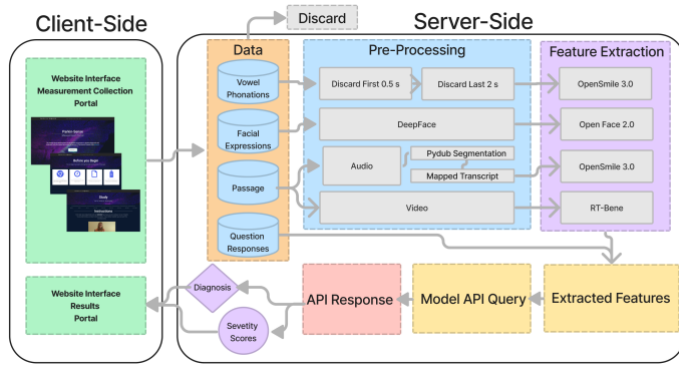 Client-Side
Server-Side
Discard
Website Interface
Measurement Collection
Portal
Data
Vowel
Phonations
Facial
Expressions
Passage
Question
Responses
Pre-Processing
Discard First 0.5 s
Discard Last 2 s
DeepFace
Audio
Pydub Segmentation
Mapped Transcript
Video
Feature Extraction
OpenSmile 3.0
Open Face 2.0
OpenSmile 3.0
RT-Bene
Website Interface
Results
Portal
Diagnosis
Sevetity
Scores
API Response
Model API Query
Extracted Features